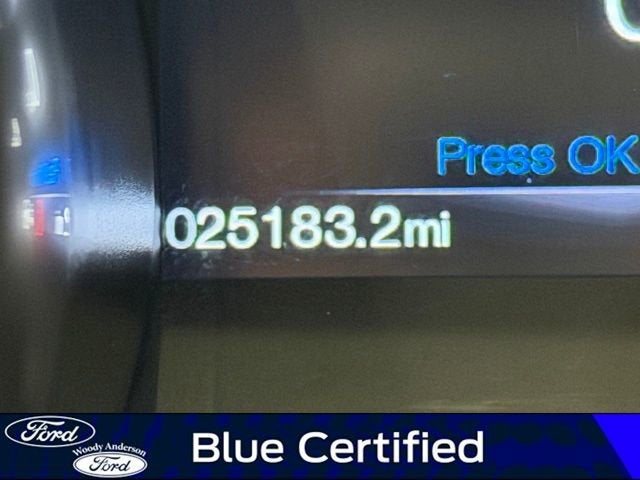 Press OK
025183.2mi
Ford
Woody Anderson
Ford
Blue Certified